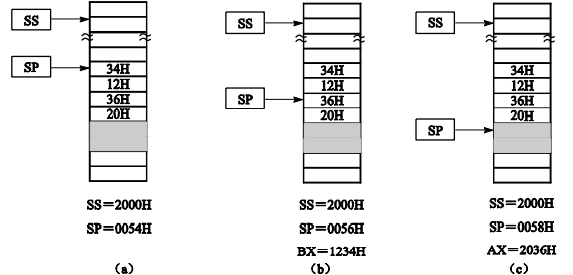 SS
SP
34H
12H
36H
20H
SS=2000H
SP=0054H
(a)
SS
SP
34H
12H
36H
20H
SS=2000H
SP=0056H
BX=1234H
(b)
SS
SP
34H
12H
36H
20H
SS=2000H
SP=0058H
AX=2036H
(c)